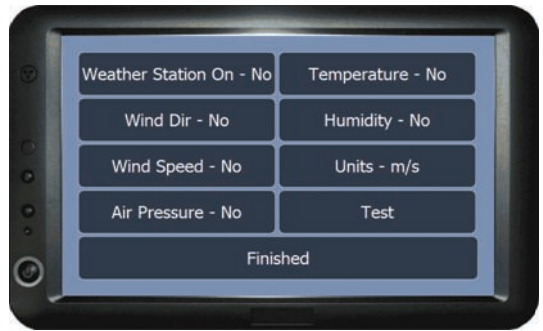 Weather Station On - No
Temperature - No
Wind Dir - No
Humidity - No
Wind Speed - No
Units - m/s
Air Pressure - No
Test
Finished